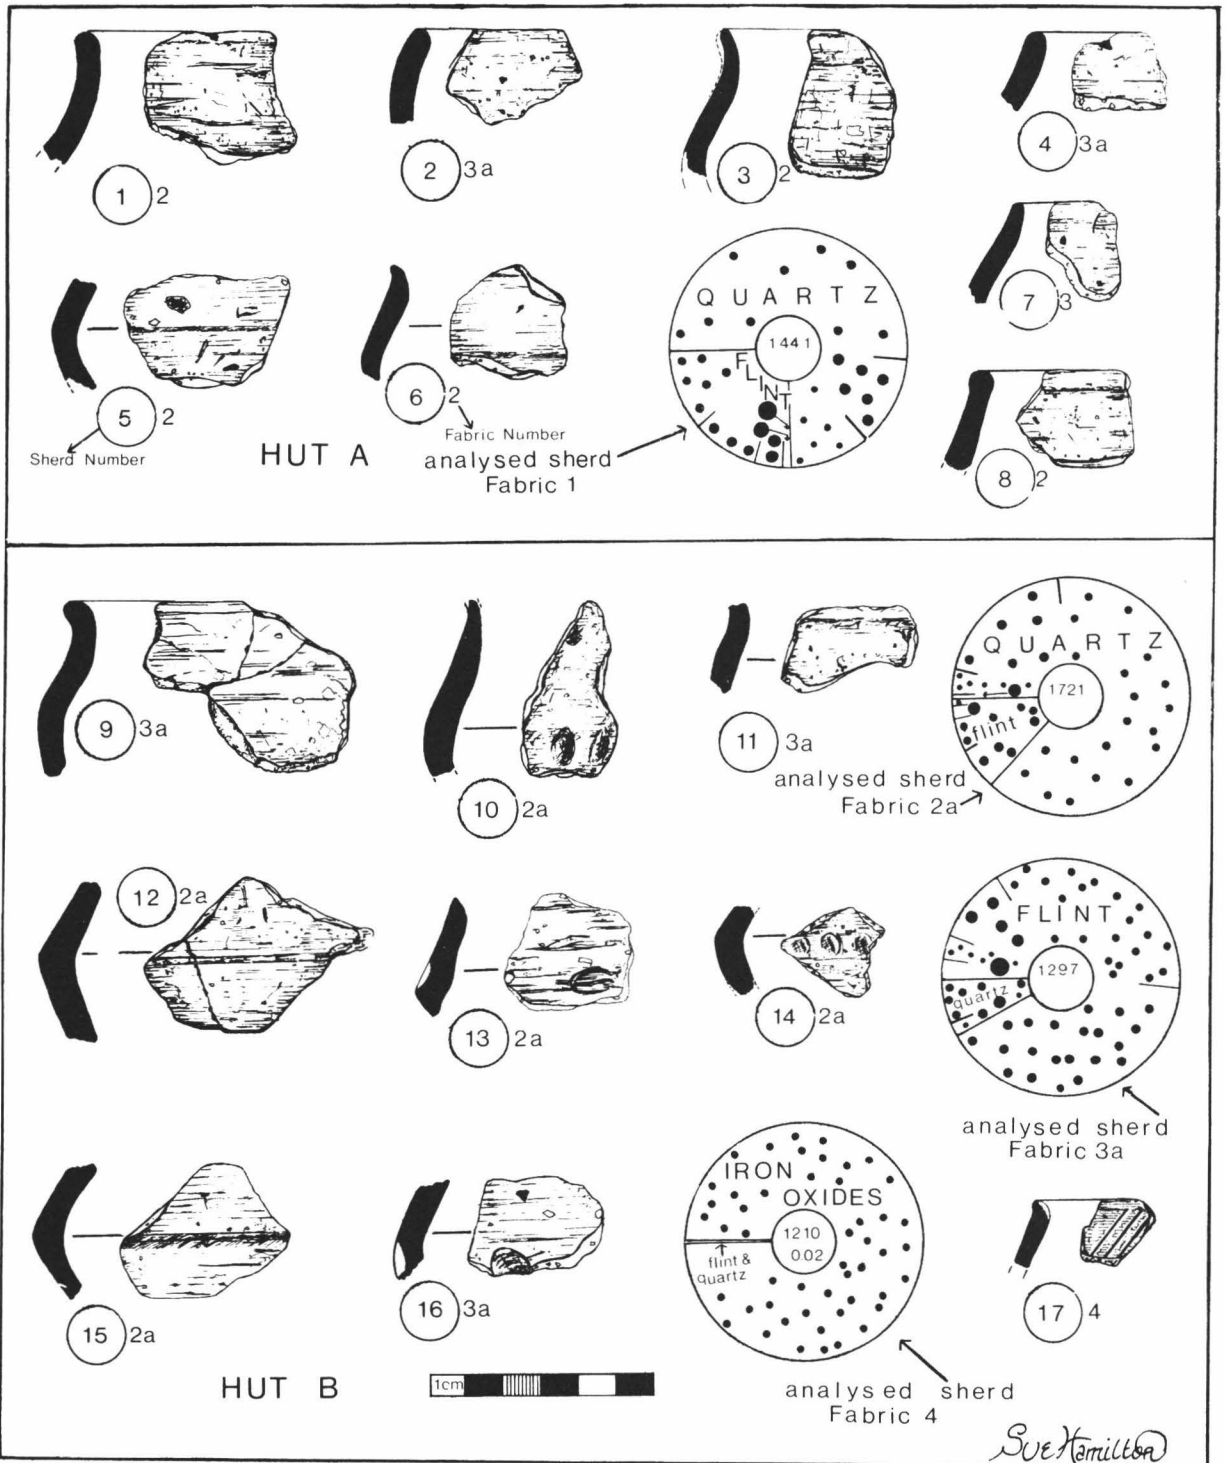 1 2
2 3a
3 2
4 3a
5 2
Sherd Number
6 2
Fabric Number
HUT A
analysed sherd
Fabric 1
QUARTZ
1441
FLINT
7 3
8 2
9 3a
10 2a
11 3a
analysed sherd
Fabric 2a
QUARTZ
1721
flint
12 2a
13 2a
14 2a
FLINT
1297
quartz
analysed sherd
Fabric 3a
15 2a
16 3a
IRON
OXIDES
1210
0.02
flint &
quartz
17 4
HUT B
1cm
analysed sherd
Fabric 4
Sue Hamilton